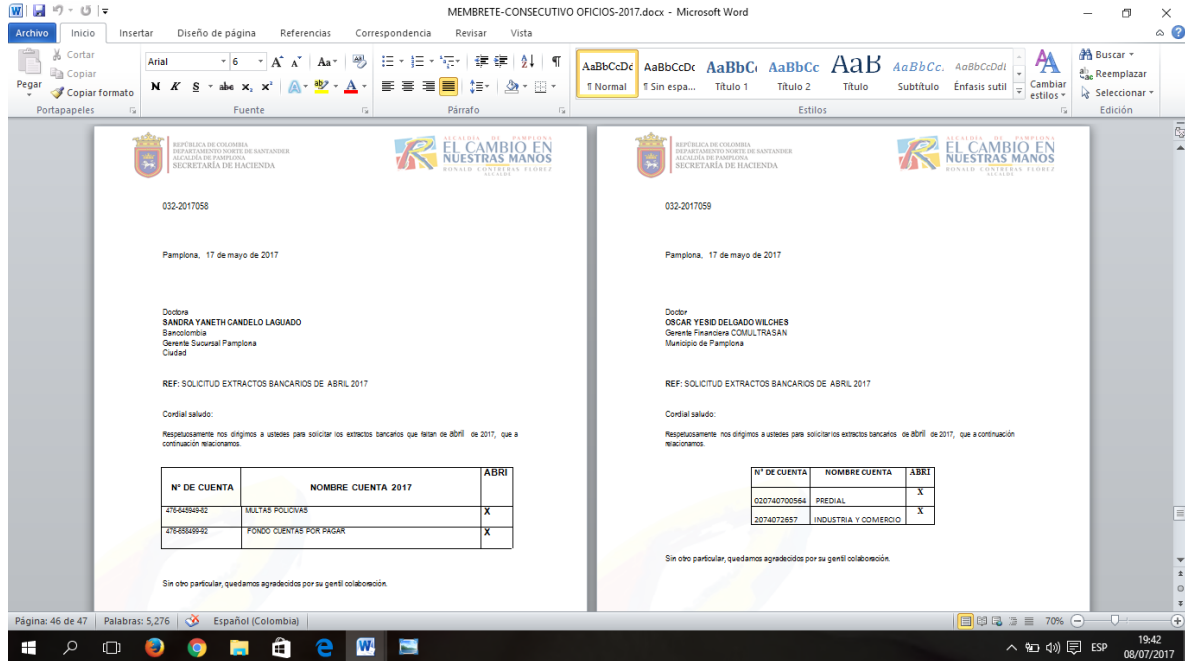 MEMBRETE-CONSECUTIVO OFICIOS-2017.docx - Microsoft Word
Archivo Inicio Insertar Diseño de página Referencias Correspondencia Revisar Vista
Pegar
Cortar
Copiar
Copiar formato
Portapapeles
Arial 6
N K S abc x₂ x²
Fuente
Párrafo
AaBbCcDc AaBbCcDc AaBbCc AaBbCc AaB AaBbCc. AaBbCcDdE
¶ Normal ¶ Sin espa... Título 1 Título 2 Título Subtítulo Énfasis sutil
Cambiar estilos
Estilos
Buscar
Reemplazar
Seleccionar
Edición
REPÚBLICA DE COLOMBIA
DEPARTAMENTO NORTE DE SANTANDER
ALCALDÍA DE PAMPLONA
SECRETARÍA DE HACIENDA
ALCALDÍA DE PAMPLONA
EL CAMBIO EN
NUESTRAS MANOS
RONALD CONTRERAS FLOREZ
ALCALDE
032-2017058
Pamplona, 17 de mayo de 2017
Doctora
SANDRA YANETH CANDELO LAGUADO
Bancolombia
Gerente Sucursal Pamplona
Ciudad
REF: SOLICITUD EXTRACTOS BANCARIOS DE ABRIL 2017
Cordial saludo:
Respetuosamente nos dirigimos a ustedes para solicitar los extractos bancarios que faltan de abril de 2017, que a
continuación relacionamos.
N° DE CUENTA NOMBRE CUENTA 2017 ABRI
476-645949-82 MULTAS POLICIVAS X
476-658499-92 FONDO CUENTAS POR PAGAR X
Sin otro particular, quedamos agradecidos por su gentil colaboración.
REPÚBLICA DE COLOMBIA
DEPARTAMENTO NORTE DE SANTANDER
ALCALDÍA DE PAMPLONA
SECRETARÍA DE HACIENDA
ALCALDÍA DE PAMPLONA
EL CAMBIO EN
NUESTRAS MANOS
RONALD CONTRERAS FLOREZ
ALCALDE
032-2017059
Pamplona, 17 de mayo de 2017
Doctor
OSCAR YESID DELGADO WILCHES
Gerente Financiera COMULTRASAN
Municipio de Pamplona
REF: SOLICITUD EXTRACTOS BANCARIOS DE ABRIL 2017
Cordial saludo:
Respetuosamente nos dirigimos a ustedes para solicitar los extractos bancarios de abril de 2017, que a continuación
relacionamos.
N° DE CUENTA NOMBRE CUENTA ABRI
020740700564 PREDIAL X
2074072657 INDUSTRIA Y COMERCIO X
Sin otro particular, quedamos agradecidos por su gentil colaboración.
Página: 46 de 47 Palabras: 5,276 Español (Colombia) 70%
ESP 19:42
08/07/2017